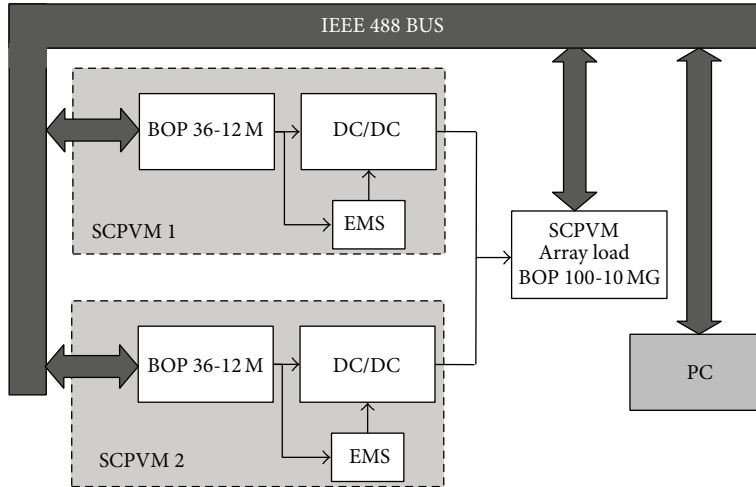 IEEE 488 BUS
BOP 36-12 M
DC/DC
EMS
SCPVM 1
SCPVM
Array load
BOP 100-10 MG
BOP 36-12 M
DC/DC
EMS
SCPVM 2
PC